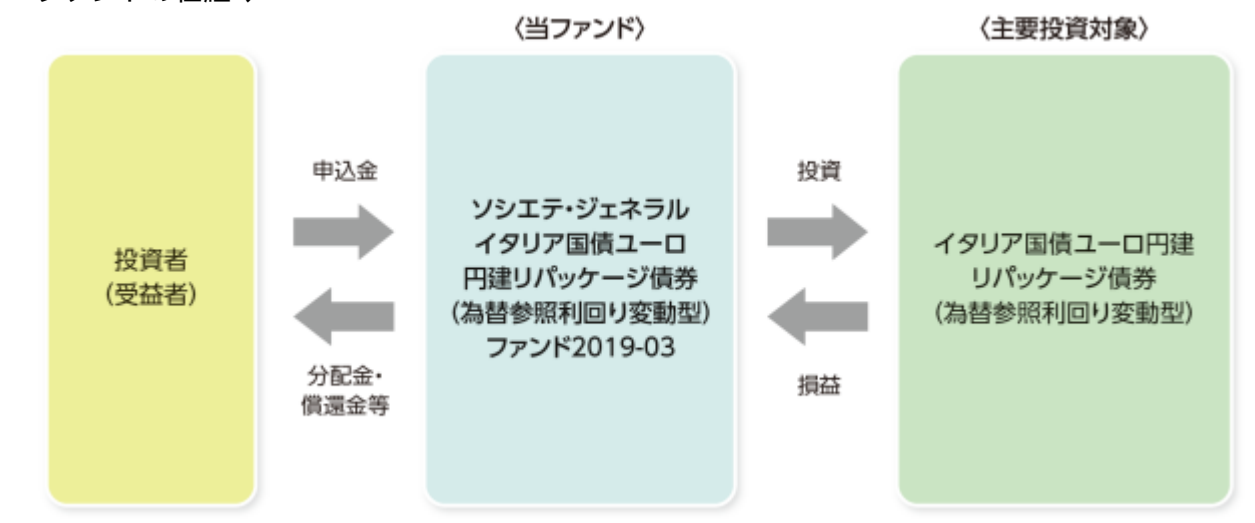 〈当ファンド〉
〈主要投資対象〉
投資者
(受益者)
申込金
分配金・
償還金等
ソシエテ・ジェネラル
イタリア国債ユーロ
円建リパッケージ債券
(為替参照利回り変動型)
ファンド2019-03
投資
損益
イタリア国債ユーロ円建
リパッケージ債券
(為替参照利回り変動型)